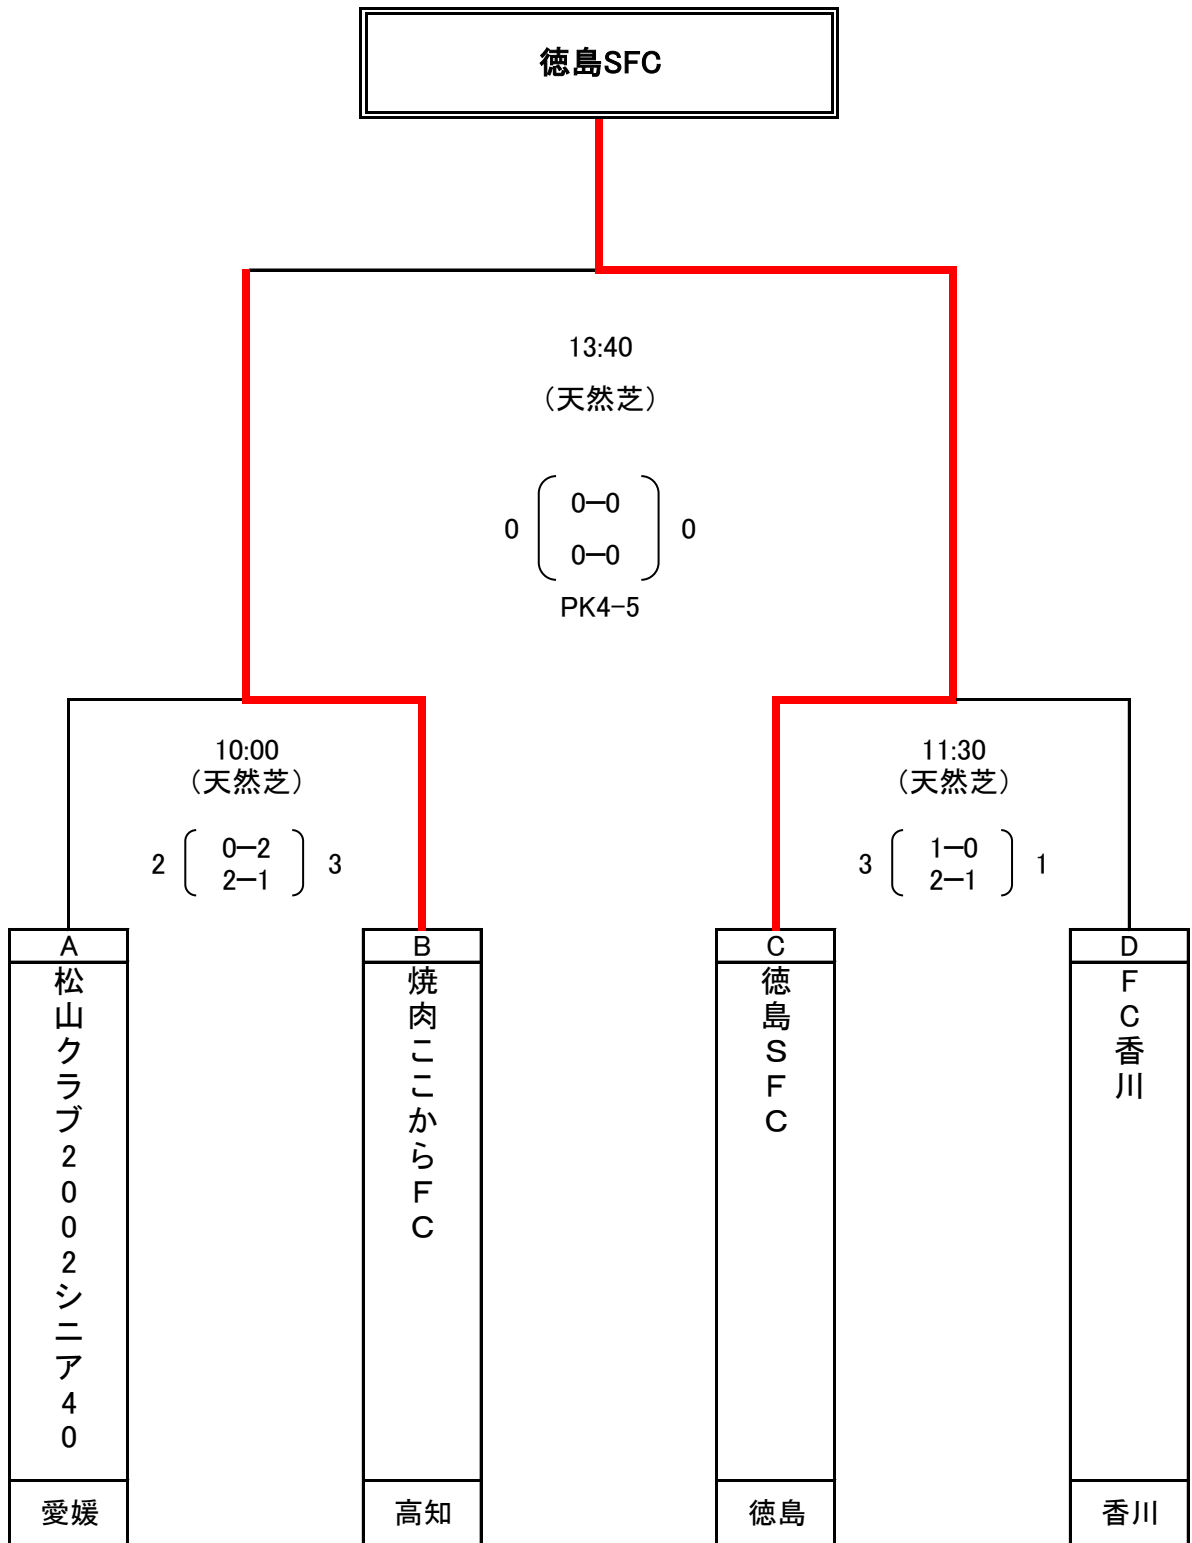 徳島SFC
13:40
（天然芝）
0－0
0 0
0－0
PK4-5
10:00
（天然芝）
0－2
2 3
2－1
11:30
（天然芝）
1－0
3 1
2－1
A
松山クラブ2002シニア40
愛媛
B
焼肉ここからFC
高知
C
徳島SFC
徳島
D
FC香川
香川